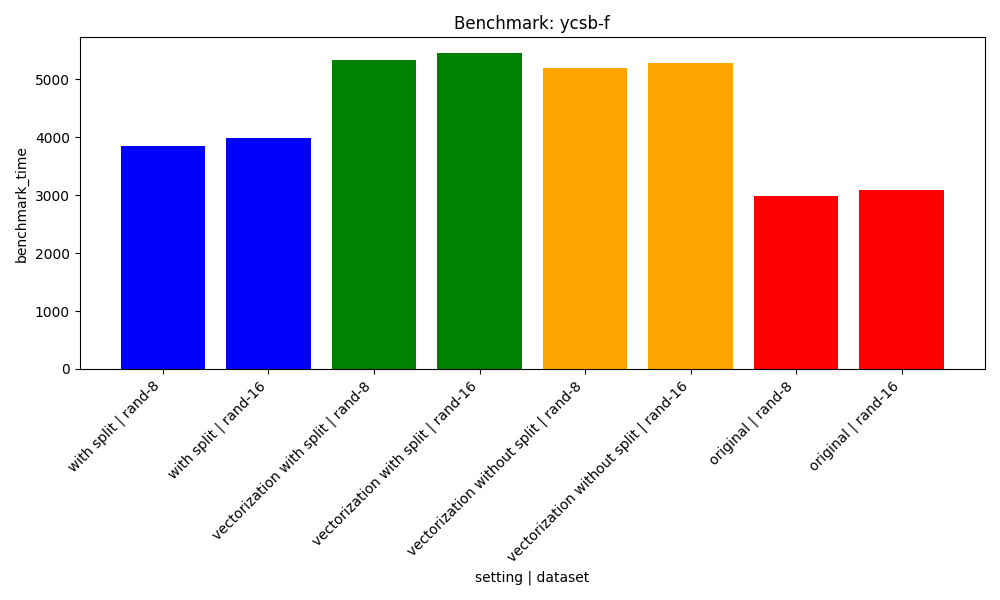 Benchmark: ycsb-f
benchmark_time
5000
4000
3000
2000
1000
0
with split | rand-8
with split | rand-16
vectorization with split | rand-8
vectorization with split | rand-16
vectorization without split | rand-8
vectorization without split | rand-16
original | rand-8
original | rand-16
setting | dataset